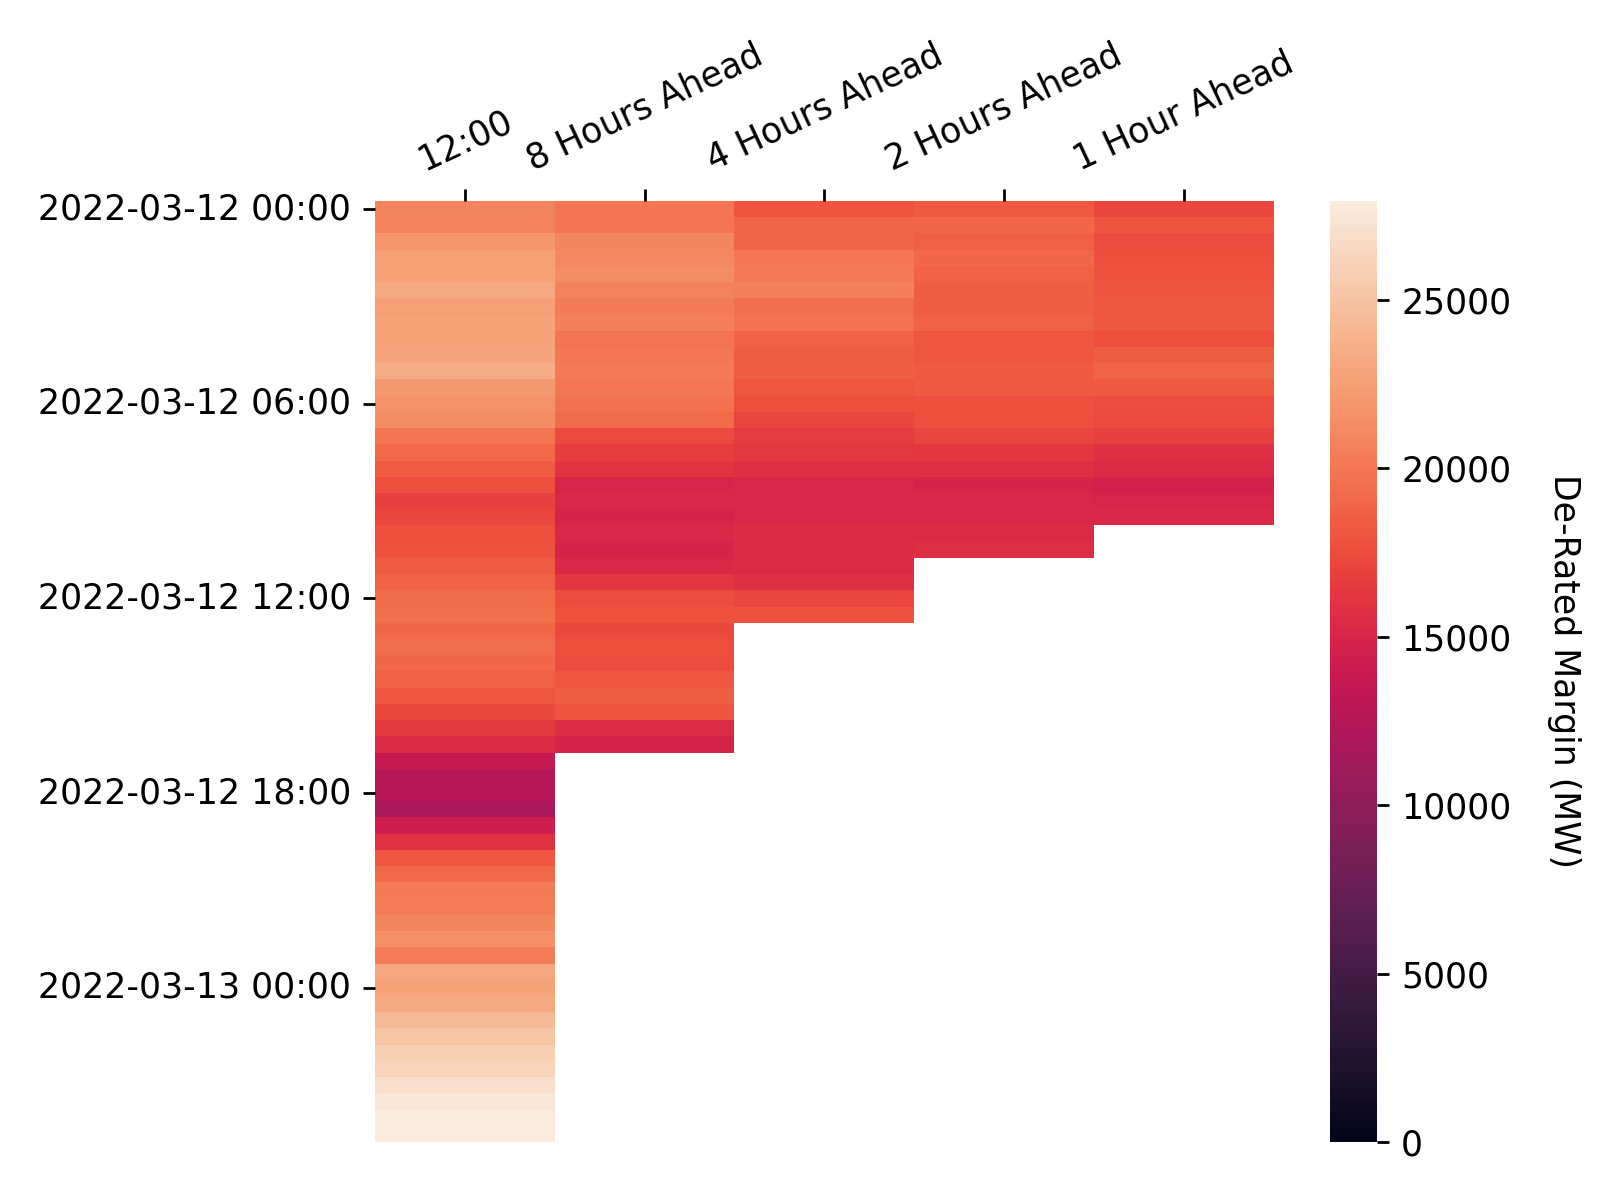 12:00
8 Hours Ahead
4 Hours Ahead
2 Hours Ahead
1 Hour Ahead
2022-03-12 00:00
2022-03-12 06:00
2022-03-12 12:00
2022-03-12 18:00
2022-03-13 00:00
25000
20000
15000
10000
5000
0
De-Rated Margin (MW)